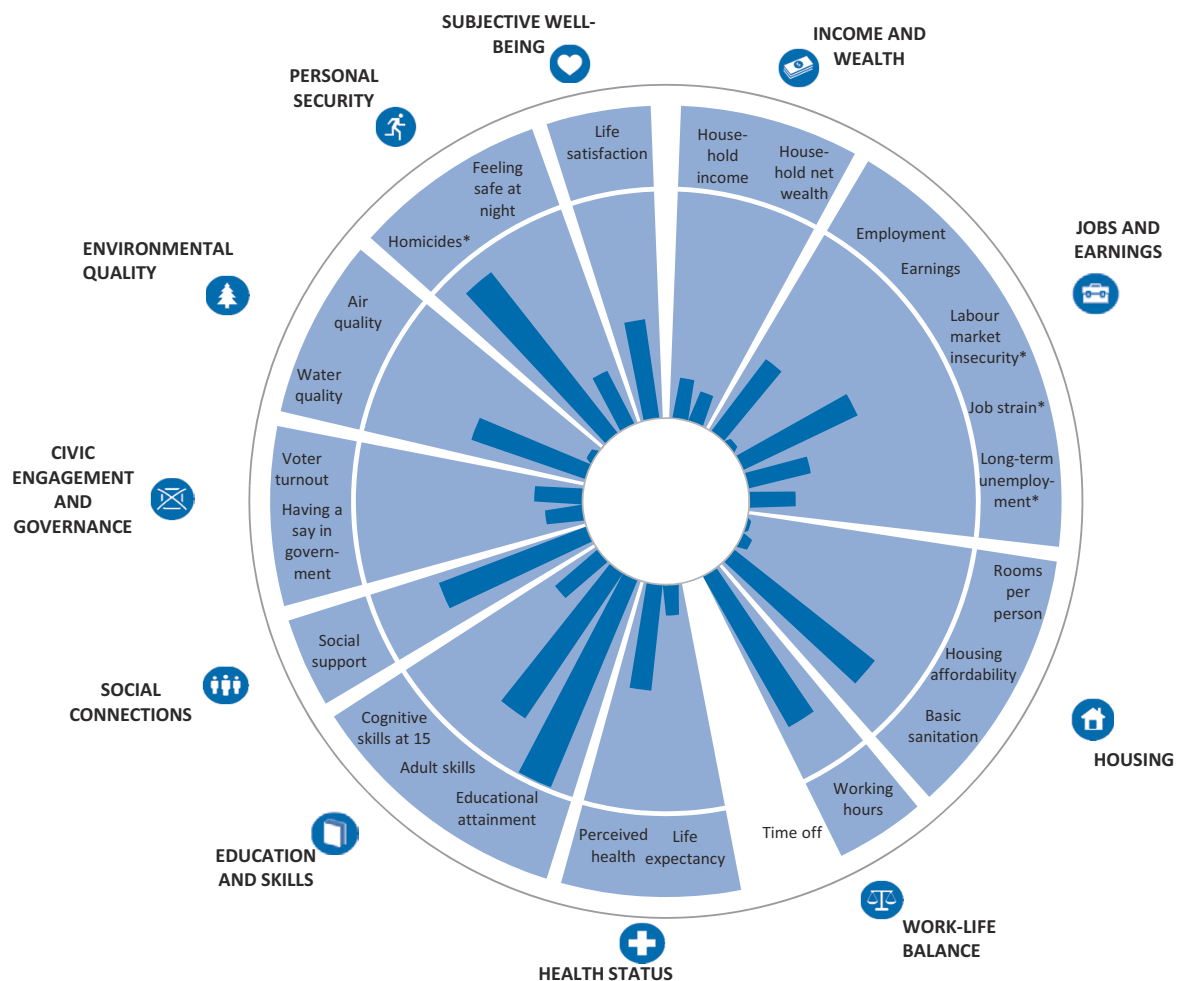 SUBJECTIVE WELL-
BEING
INCOME AND
WEALTH
PERSONAL
SECURITY
Life
satisfaction
House-
hold
income
House-
hold net
wealth
Feeling
safe at
night
Homicides*
Employment
Earnings
JOBS AND
EARNINGS
ENVIRONMENTAL
QUALITY
Air
quality
Water
quality
Labour
market
insecurity*
Job strain*
Long-term
unemploy-
ment*
CIVIC
ENGAGEMENT
AND
GOVERNANCE
Voter
turnout
Having a
say in
govern-
ment
Rooms
per
person
Housing
affordability
Basic
sanitation
HOUSING
Social
support
SOCIAL
CONNECTIONS
Cognitive
skills at 15
Adult skills
Educational
attainment
EDUCATION
AND SKILLS
Perceived
health
Life
expectancy
Time off
Working
hours
WORK-LIFE
BALANCE
HEALTH STATUS